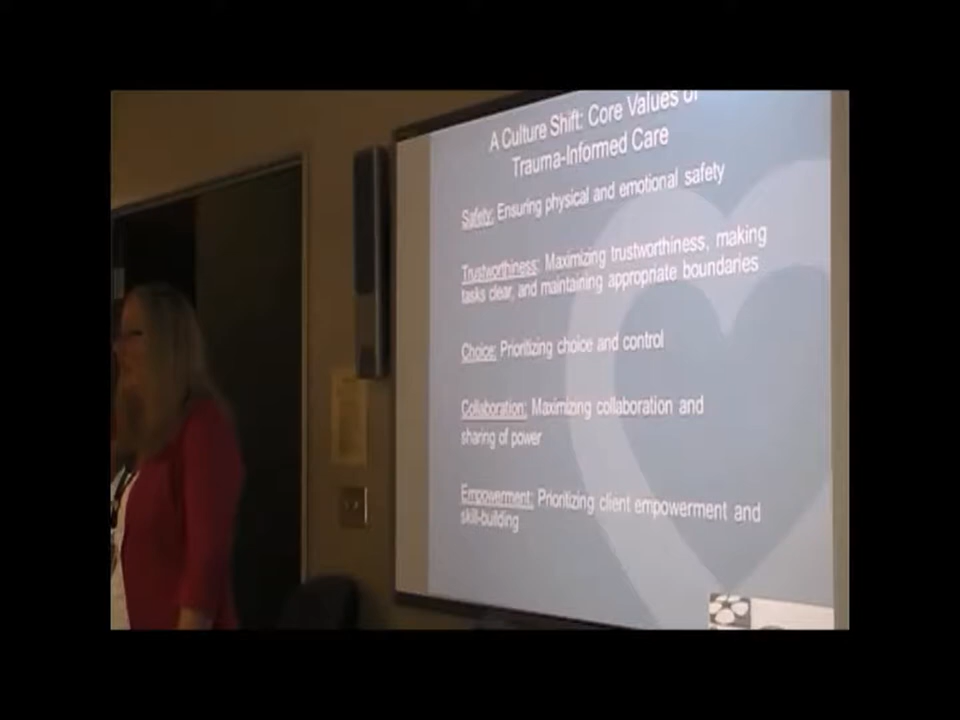 A Culture Shift: Core Values of
Trauma-Informed Care
Safety: Ensuring physical and emotional safety
Trustworthiness: Maximizing trustworthiness, making
tasks clear, and maintaining appropriate boundaries
Choice: Prioritizing choice and control
Collaboration: Maximizing collaboration and
sharing of power
Empowerment: Prioritizing client empowerment and
skill-building